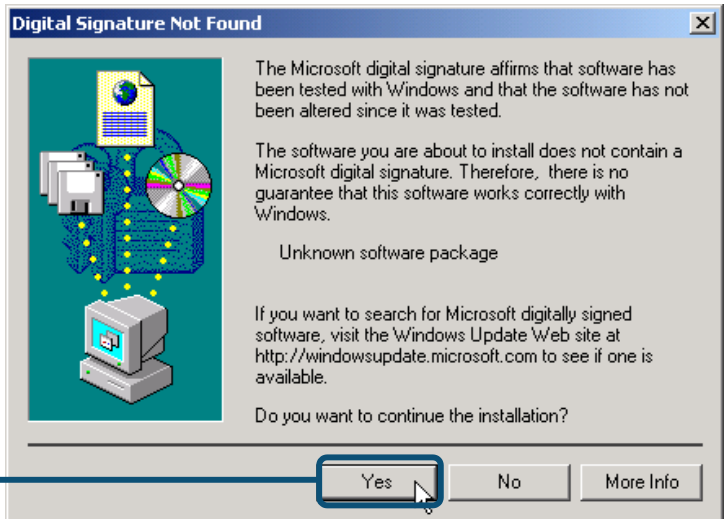 Digital Signature Not Found
The Microsoft digital signature affirms that software has
been tested with Windows and that the software has not
been altered since it was tested.
The software you are about to install does not contain a
Microsoft digital signature. Therefore, there is no
guarantee that this software works correctly with
Windows.
Unknown software package
If you want to search for Microsoft digitally signed
software, visit the Windows Update Web site at
http://windowsupdate.microsoft.com to see if one is
available.
Do you want to continue the installation?
Yes No More Info